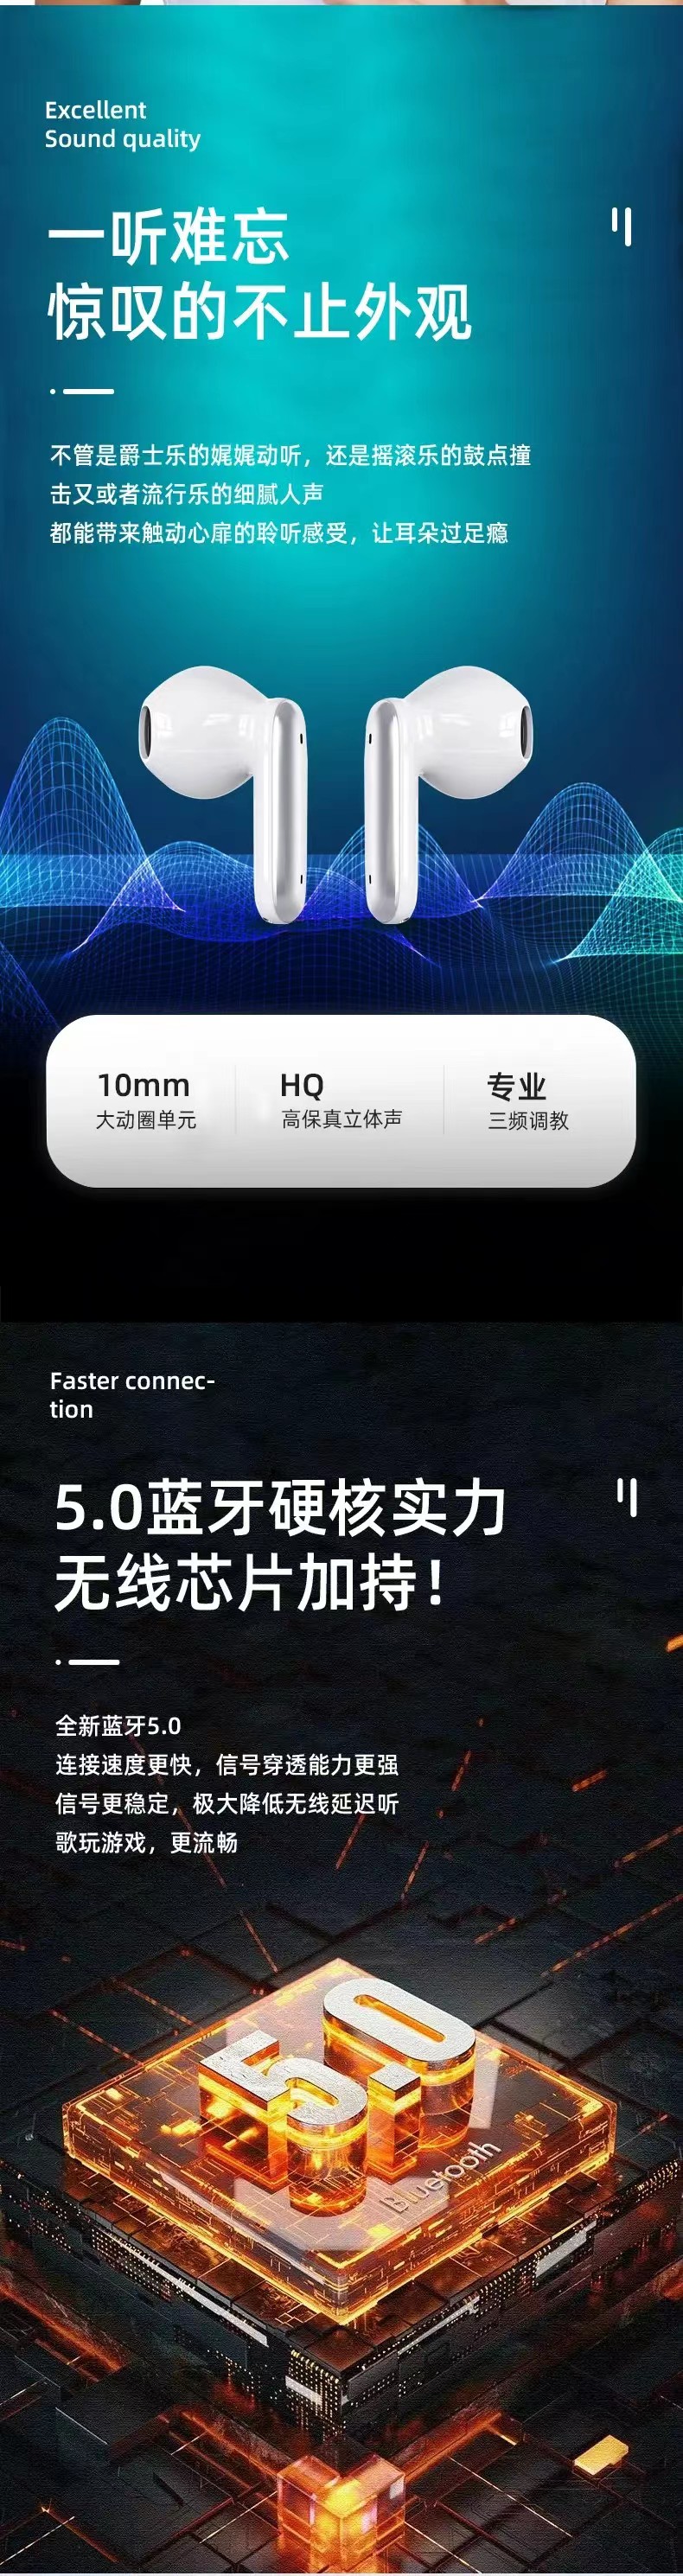 Excellent
Sound quality
一听难忘
惊叹的不止外观
不管是爵士乐的娓娓动听，还是摇滚乐的鼓点撞
击又或者流行乐的细腻人声
都能带来触动心扉的聆听感受，让耳朵过足瘾
10mm
大动圈单元
HQ
高保真立体声
专业
三频调教
Faster connec-
tion
5.0蓝牙硬核实力
无线芯片加持！
全新蓝牙5.0
连接速度更快，信号穿透能力更强
信号更稳定，极大降低无线延迟听
歌玩游戏，更流畅
5.0
Bluetooth